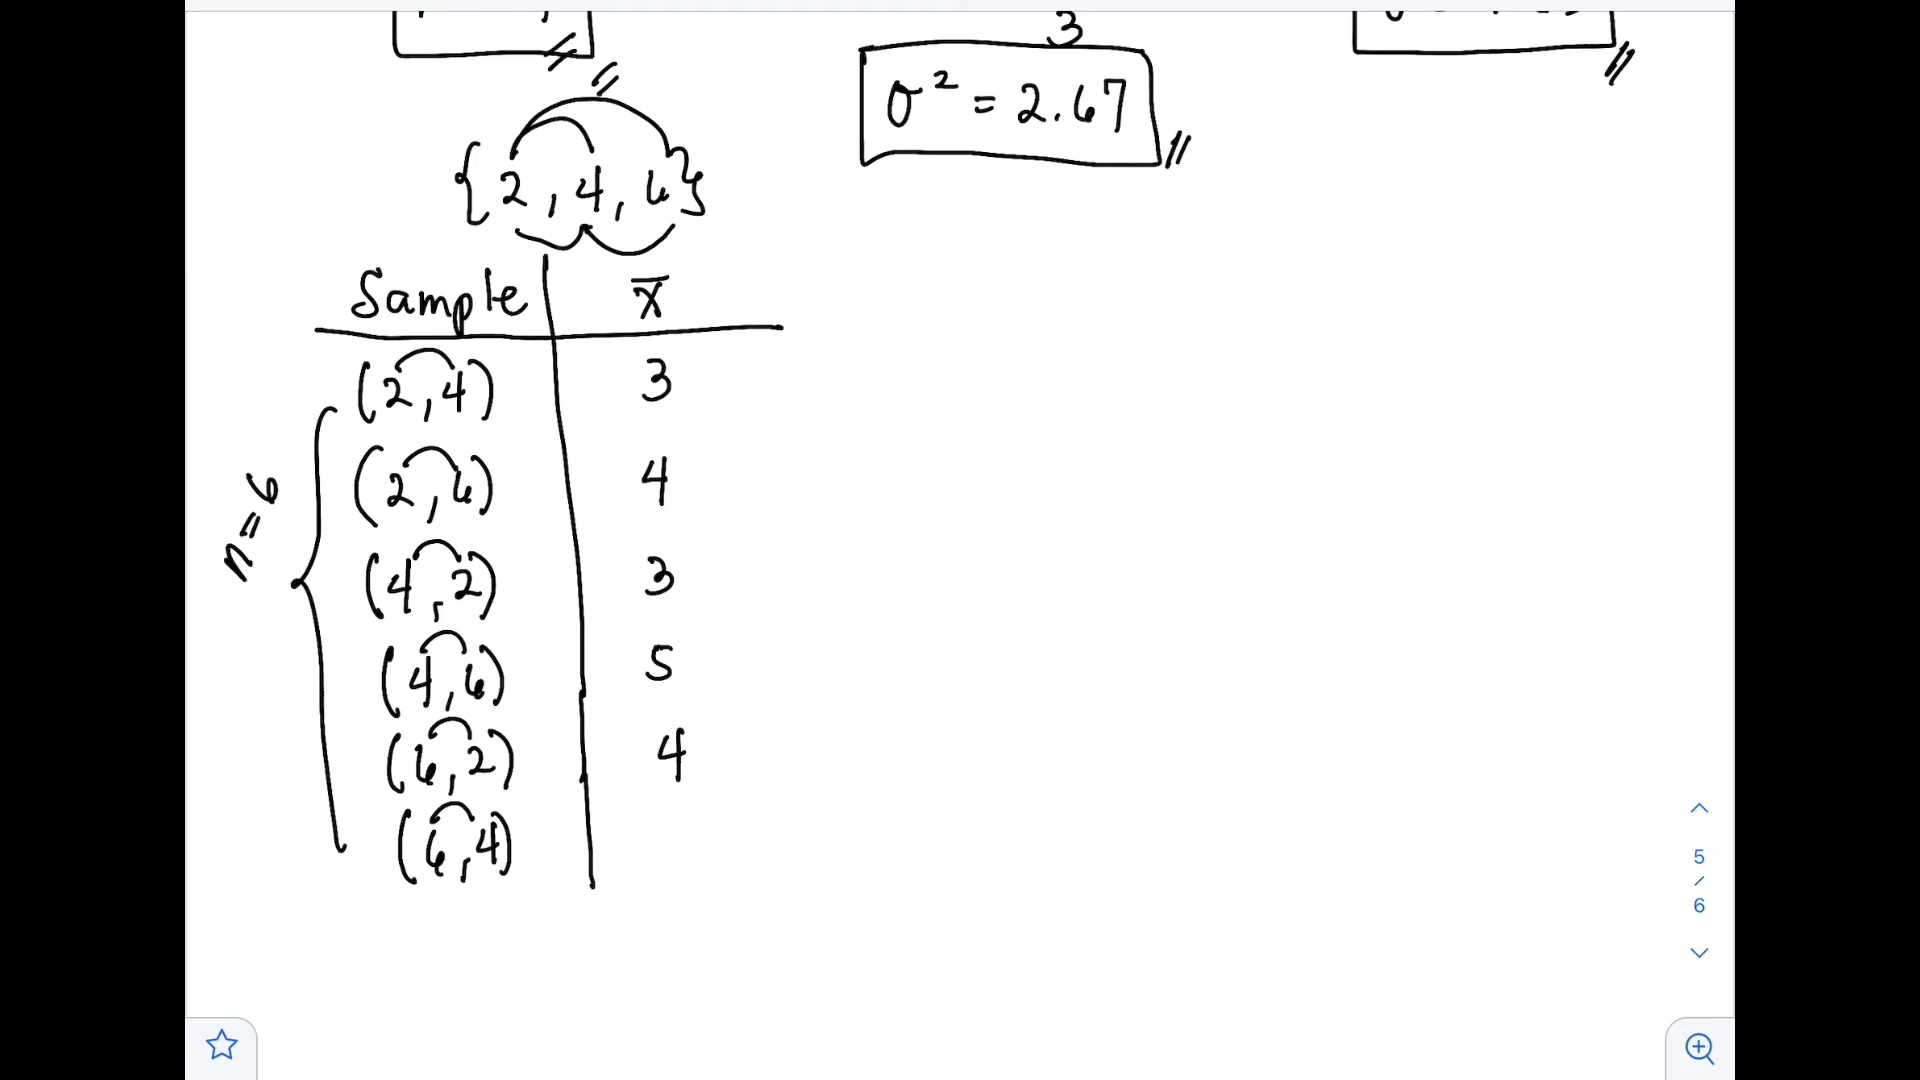 3
σ² = 2.67
{2, 4, 6}
Sample x̄
(2, 4) 3
(2, 6) 4
(4, 2) 3
(4, 6) 5
(6, 2) 4
(6, 4)
n = 6
5
/
6